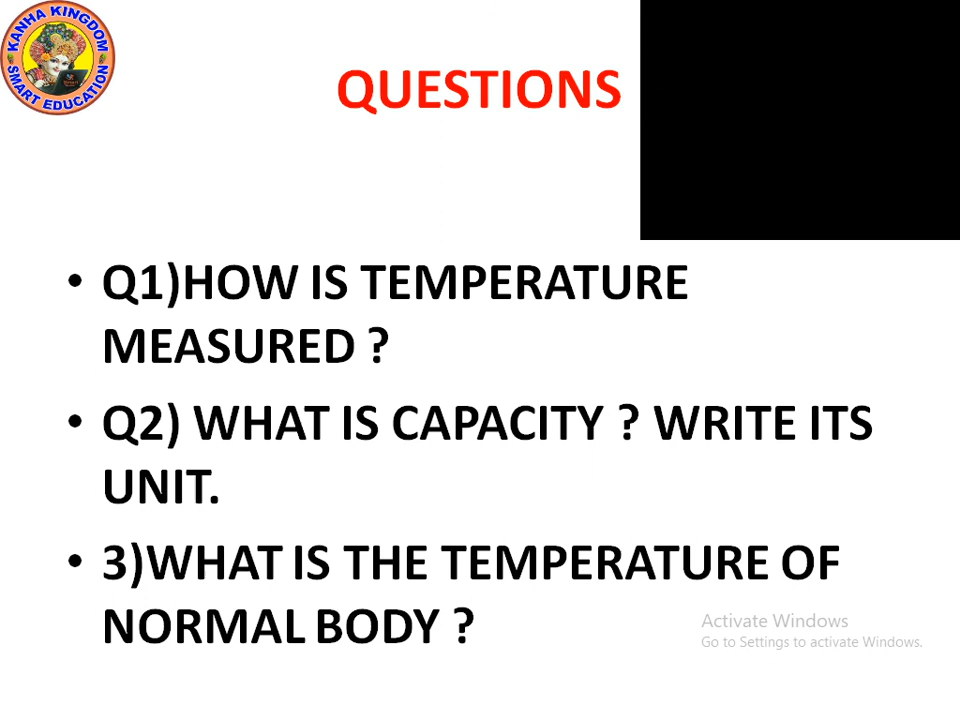 KANHA KINGDOM
SMART EDUCATION
QUESTIONS
• Q1)HOW IS TEMPERATURE
MEASURED ?
• Q2) WHAT IS CAPACITY ? WRITE ITS
UNIT.
• 3)WHAT IS THE TEMPERATURE OF
NORMAL BODY ?
Activate Windows
Go to Settings to activate Windows.